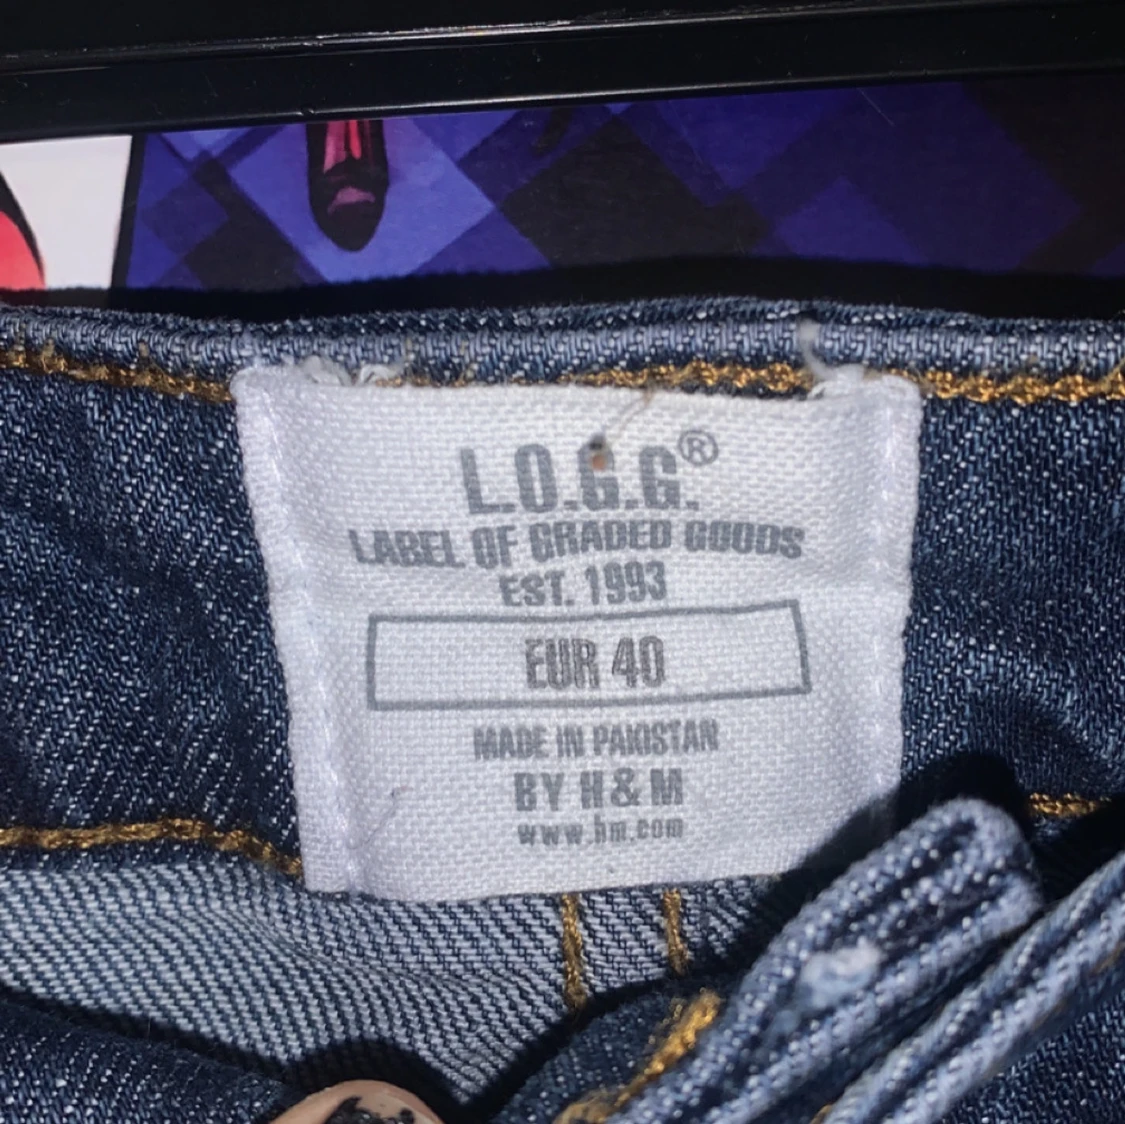 L.O.G.G.®
LABEL OF GRADED GOODS
EST. 1993
EUR 40
MADE IN PAKISTAN
BY H&M
www.hm.com